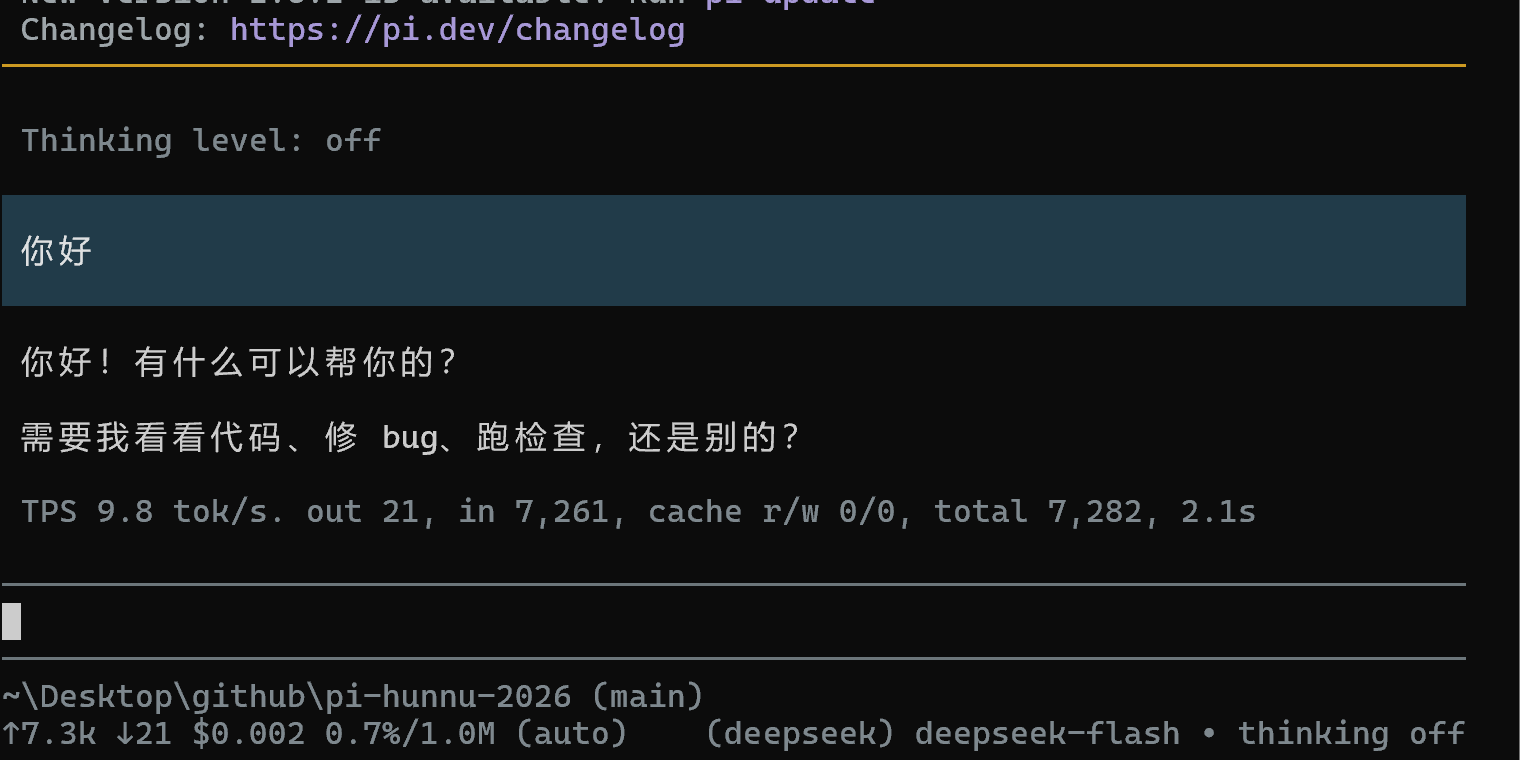 Changelog: https://pi.dev/changelog
Thinking level: off
你好
你好！有什么可以帮你的？
需要我看看代码、修 bug、跑检查，还是别的？
TPS 9.8 tok/s. out 21, in 7,261, cache r/w 0/0, total 7,282, 2.1s
~\Desktop\github\pi-hunnu-2026 (main)
↑7.3k ↓21 $0.002 0.7%/1.0M (auto) (deepseek) deepseek-flash • thinking off